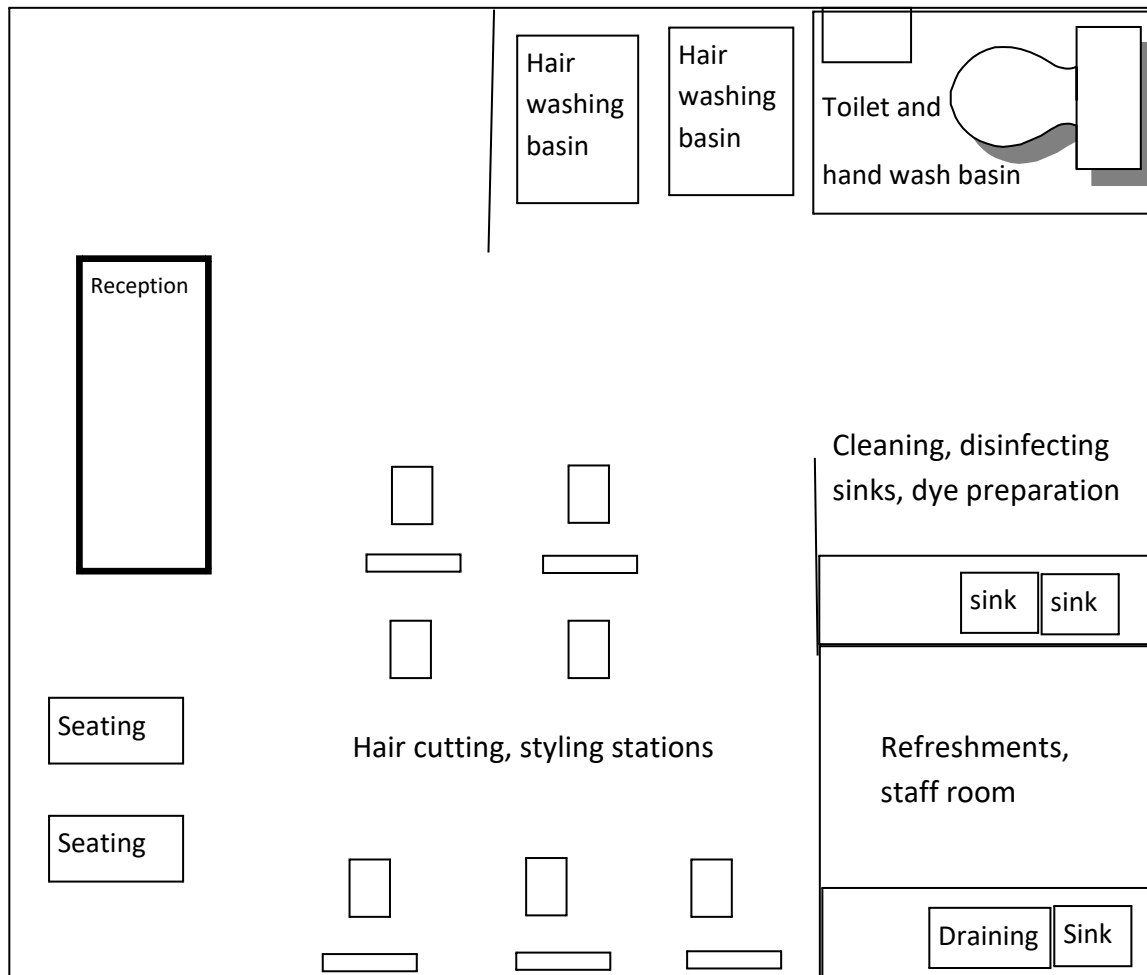 Hair
washing
basin
Hair
washing
basin
Toilet and
hand wash basin
Reception
Cleaning, disinfecting
sinks, dye preparation
sink
sink
Seating
Hair cutting, styling stations
Refreshments,
staff room
Seating
Draining
Sink